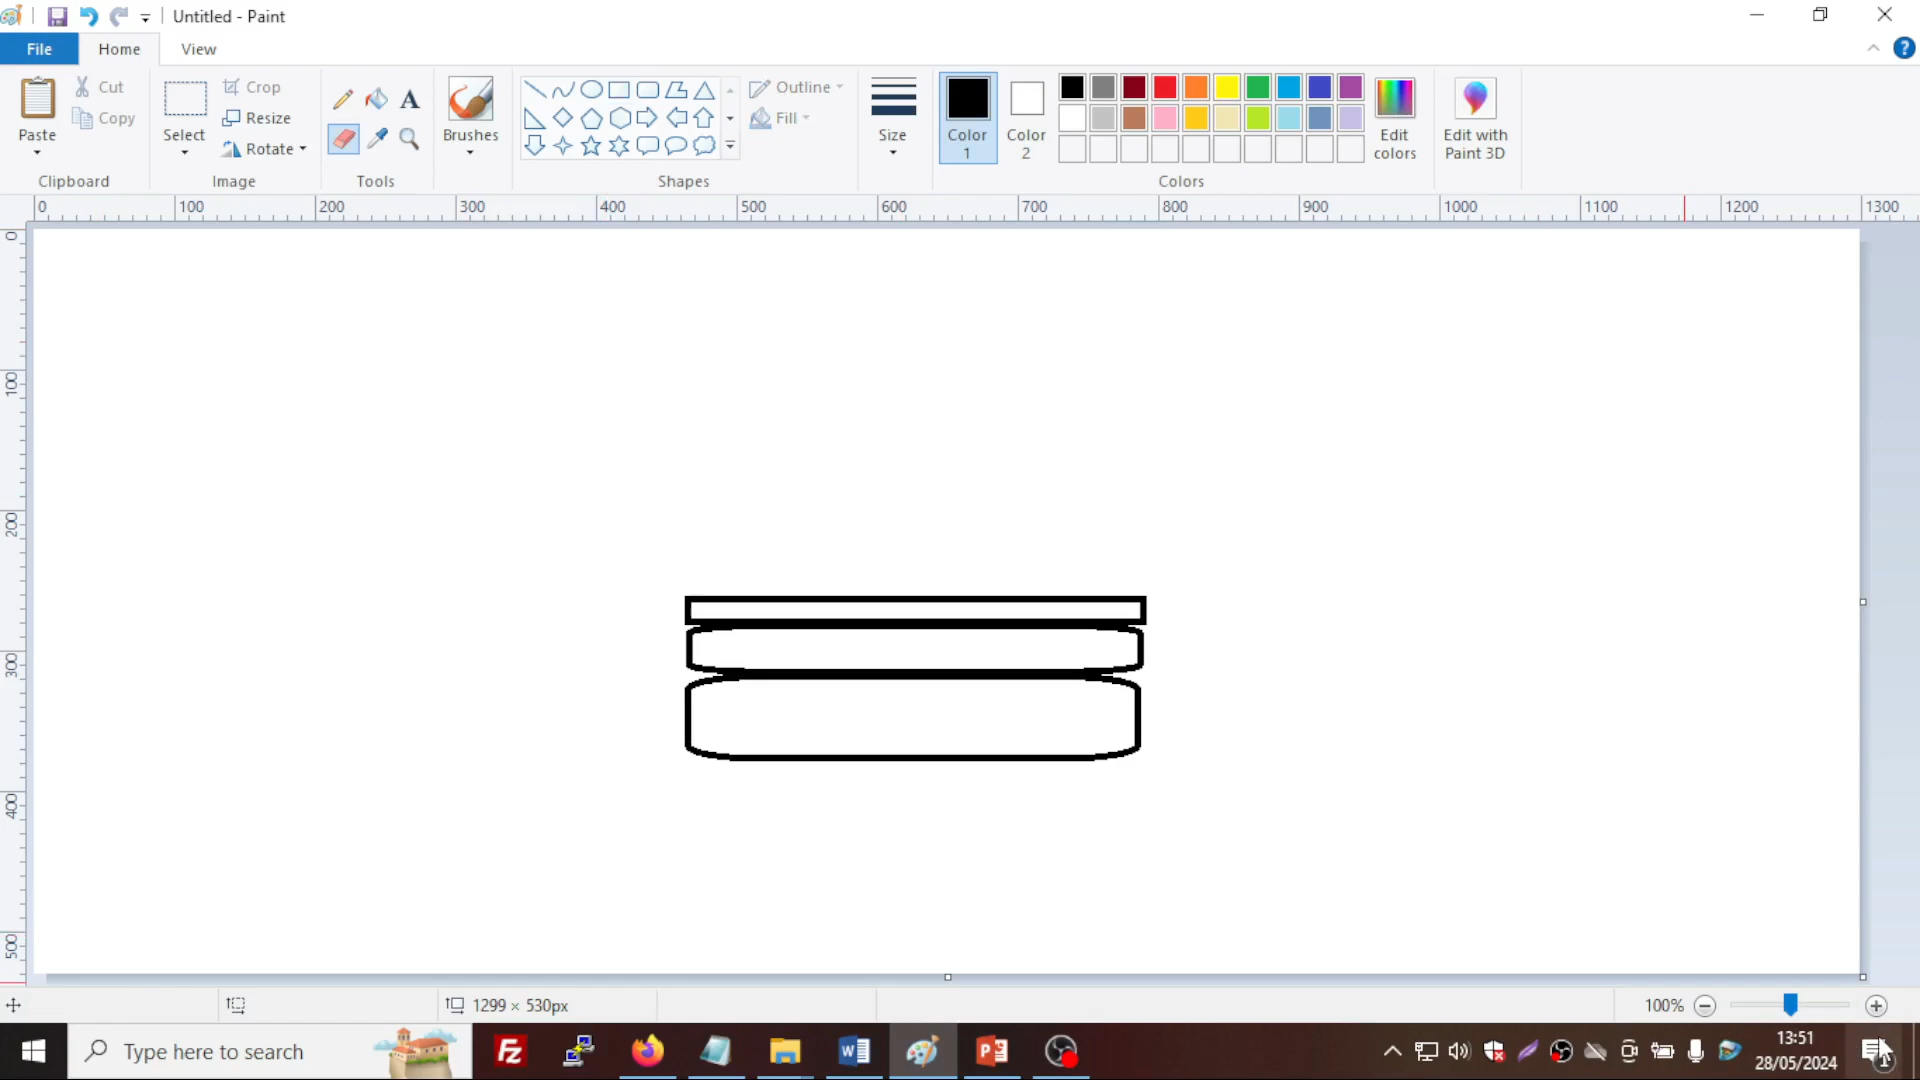 Untitled - Paint
File
Home
View
Paste
Cut
Copy
Clipboard
Select
Crop
Resize
Rotate
Image
A
Tools
Brushes
Shapes
Outline
Fill
Size
Color
1
Color
2
Edit
colors
Colors
Edit with
Paint 3D
?
0 100 200 300 400 500 600 700 800 900 1000 1100 1200 1300
0
100
200
300
400
500
1299 × 530px
100%
Type here to search
Fz
W
P
13:51
28/05/2024
1